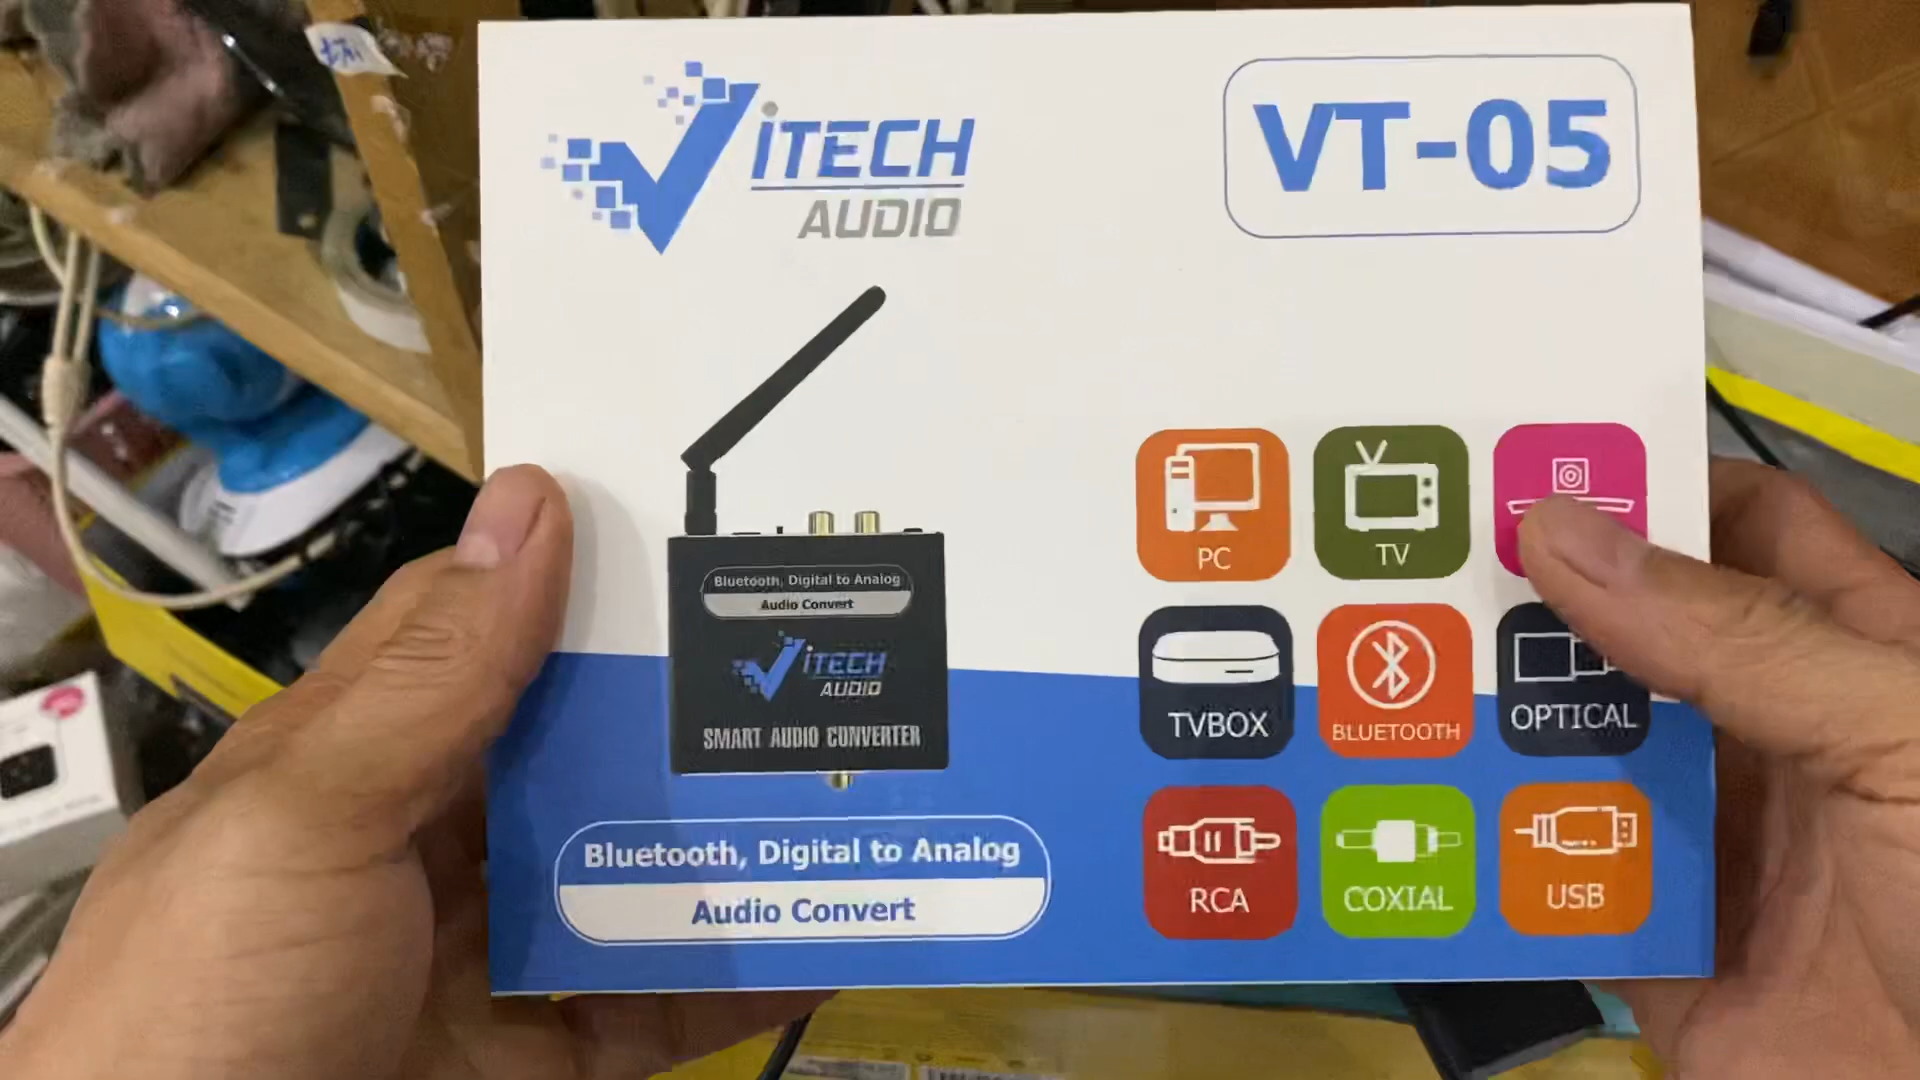 ViTECH
AUDIO
VT-05
Bluetooth, Digital to Analog
Audio Convert
ViTECH
AUDIO
SMART AUDIO CONVERTER
Bluetooth, Digital to Analog
Audio Convert
PC
TV
TVBOX
BLUETOOTH
OPTICAL
RCA
COXIAL
USB